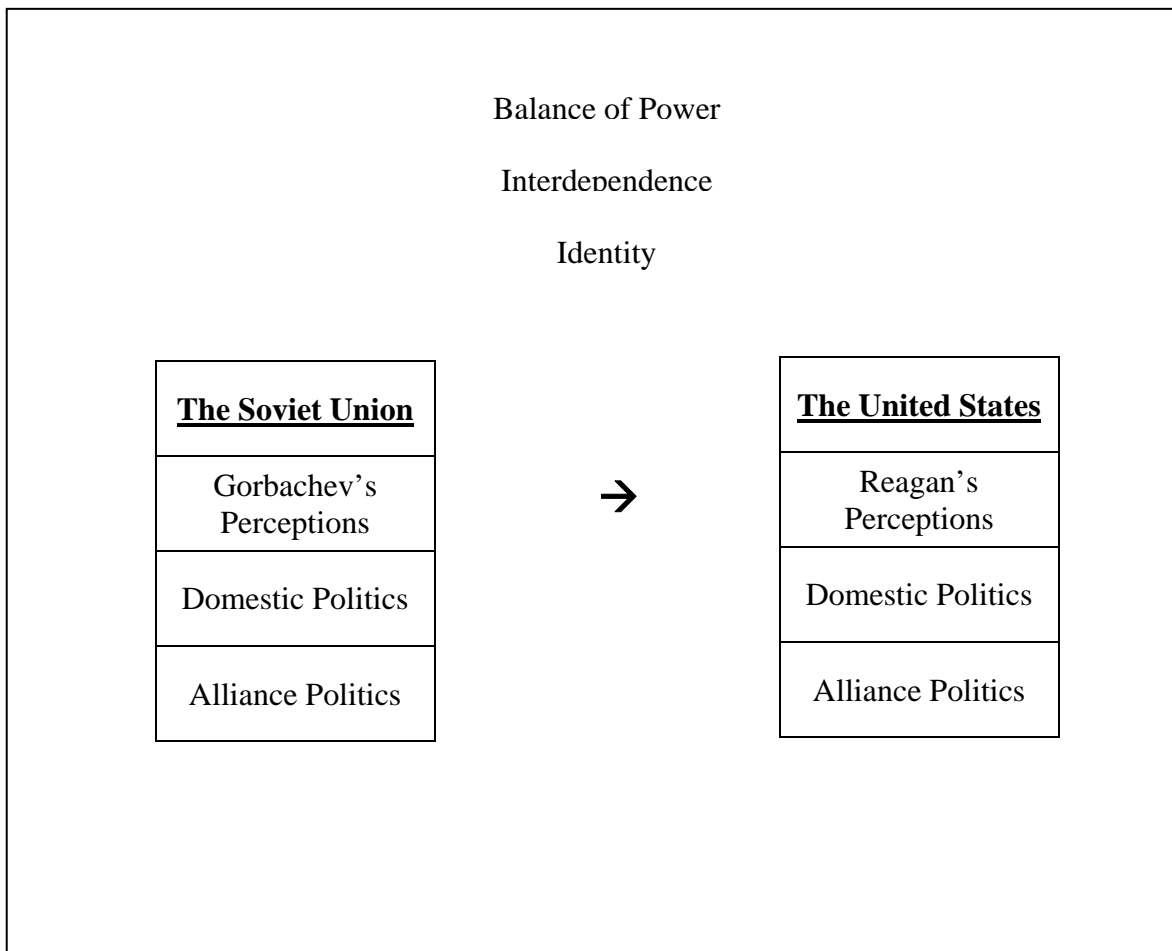 Balance of Power
Interdependence
Identity
The Soviet Union
Gorbachev’s
Perceptions
Domestic Politics
Alliance Politics
→
The United States
Reagan’s
Perceptions
Domestic Politics
Alliance Politics